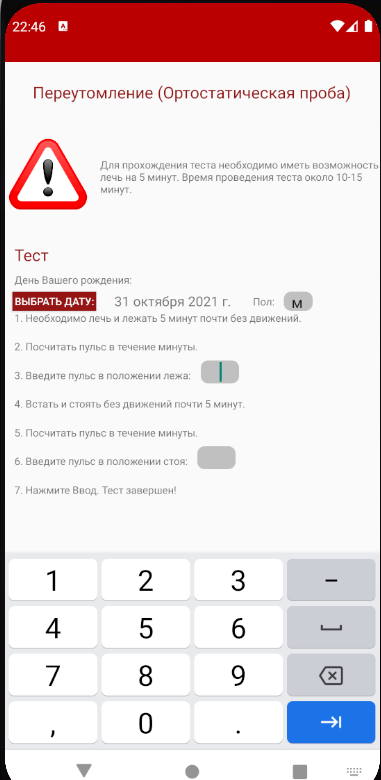 22:46 A
Переутомление (Ортостатическая проба)
Для прохождения теста необходимо иметь возможность
лечь на 5 минут. Время проведения теста около 10-15
минут.
Тест
День Вашего рождения:
ВЫБРАТЬ ДАТУ: 31 октября 2021 г. Пол: м
1. Необходимо лечь и лежать 5 минут почти без движений.
2. Посчитать пульс в течение минуты.
3. Введите пульс в положении лежа:
4. Встать и стоять без движений почти 5 минут.
5. Посчитать пульс в течение минуты.
6. Введите пульс в положении стоя:
7. Нажмите Ввод. Тест завершен!
1 2 3 –
4 5 6
7 8 9
, 0 .